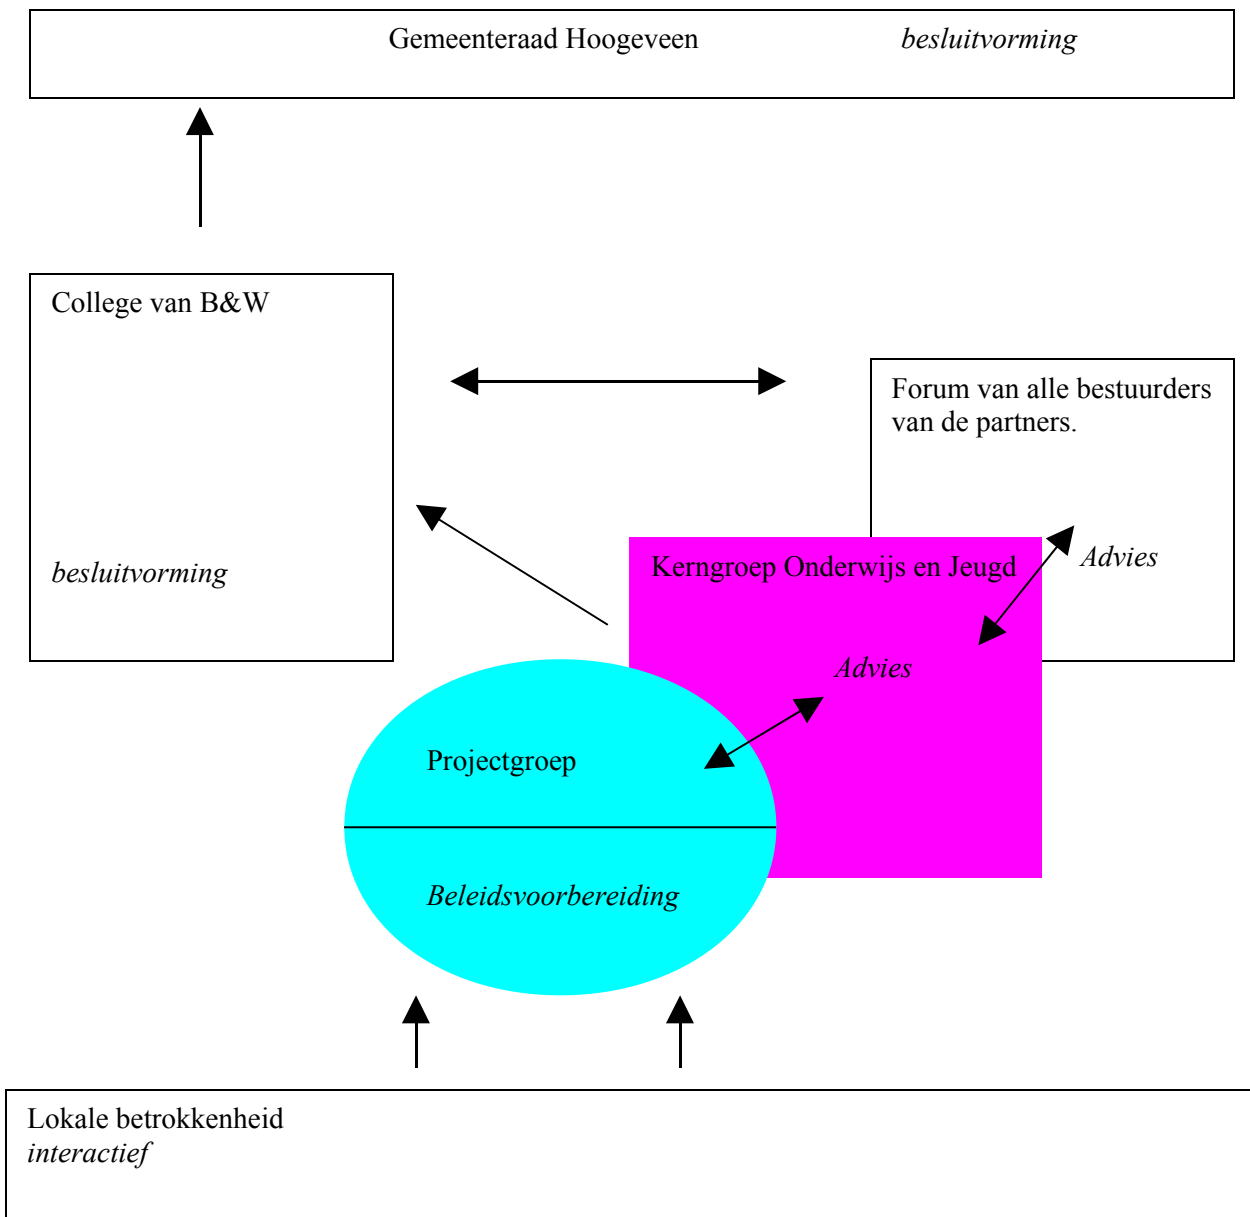 Gemeenteraad Hoogeveen besluitvorming
College van B&W
besluitvorming
Forum van alle bestuurders
van de partners.
Advies
Kerngroep Onderwijs en Jeugd
Advies
Projectgroep
Beleidsvoorbereiding
Lokale betrokkenheid
interactief